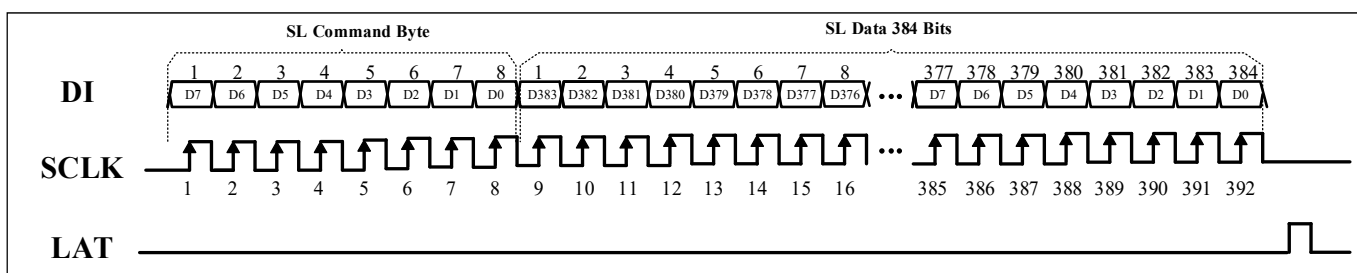 SL Command Byte SL Data 384 Bits
1 2 3 4 5 6 7 8 1 2 3 4 5 6 7 8 377 378 379 380 381 382 383 384
DI D7 D6 D5 D4 D3 D2 D1 D0 D383 D382 D381 D380 D379 D378 D377 D376 ••• D7 D6 D5 D4 D3 D2 D1 D0
SCLK •••
1 2 3 4 5 6 7 8 9 10 11 12 13 14 15 16 385 386 387 388 389 390 391 392
LAT